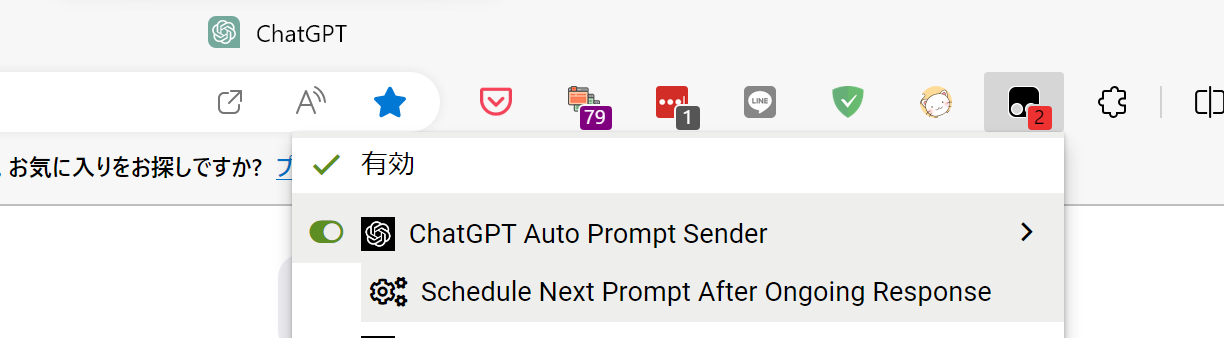 ChatGPT
79
1
LINE
2
お気に入りをお探しですか?
有効
ChatGPT Auto Prompt Sender
Schedule Next Prompt After Ongoing Response